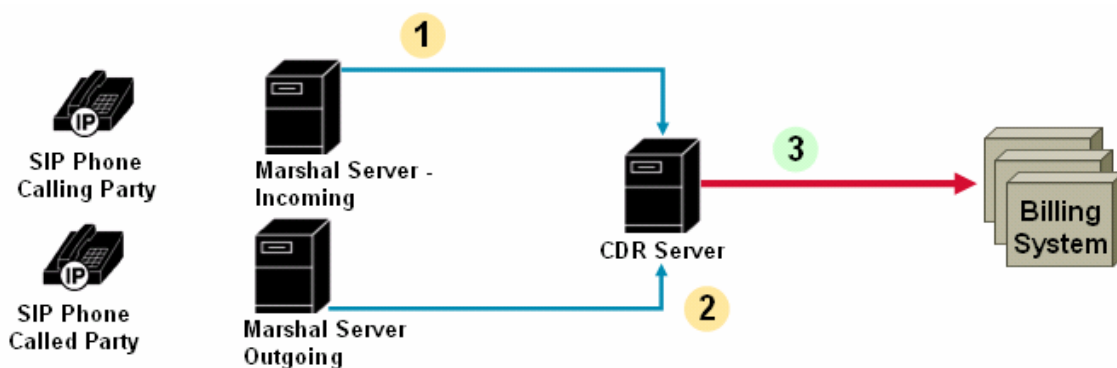 1
IP
SIP Phone
Calling Party
Marshal Server -
Incoming
3
CDR Server
Billing
System
IP
SIP Phone
Called Party
Marshal Server
Outgoing
2